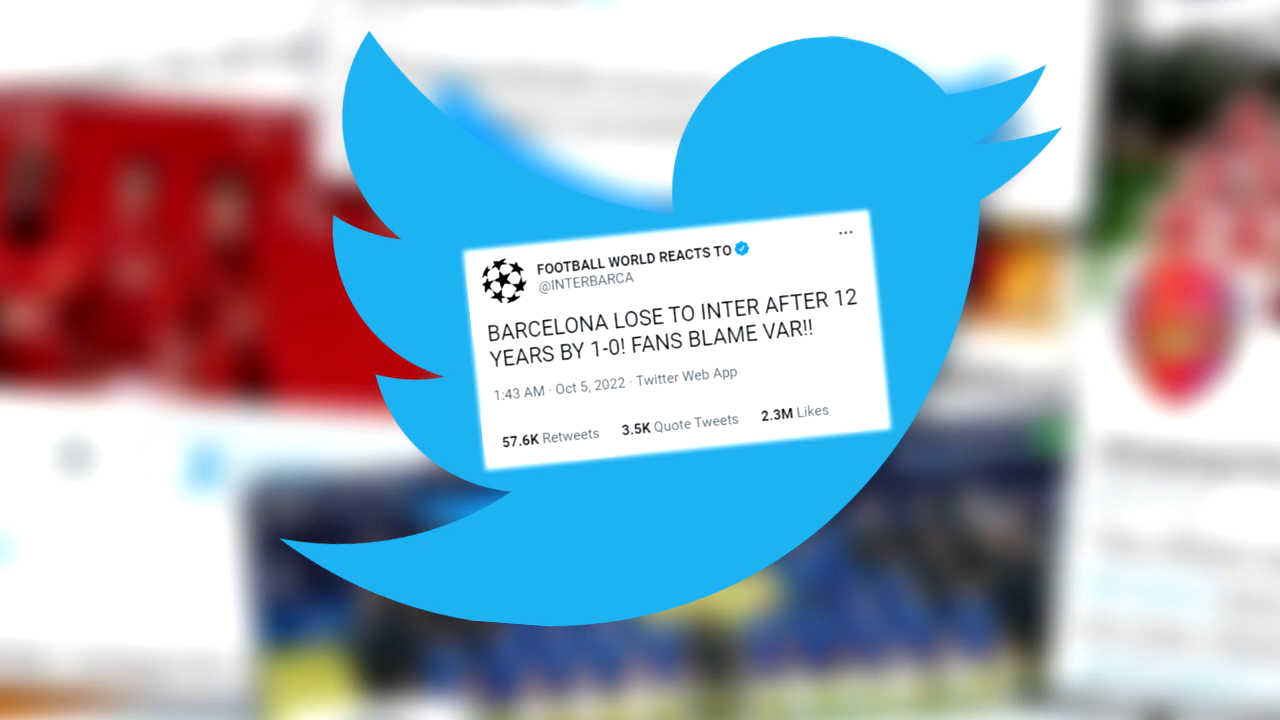 FOOTBALL WORLD REACTS TO
@INTERBARCA
BARCELONA LOSE TO INTER AFTER 12
YEARS BY 1-0! FANS BLAME VAR!!
1:43 AM · Oct 5, 2022 · Twitter Web App
57.6K Retweets 3.5K Quote Tweets 2.3M Likes